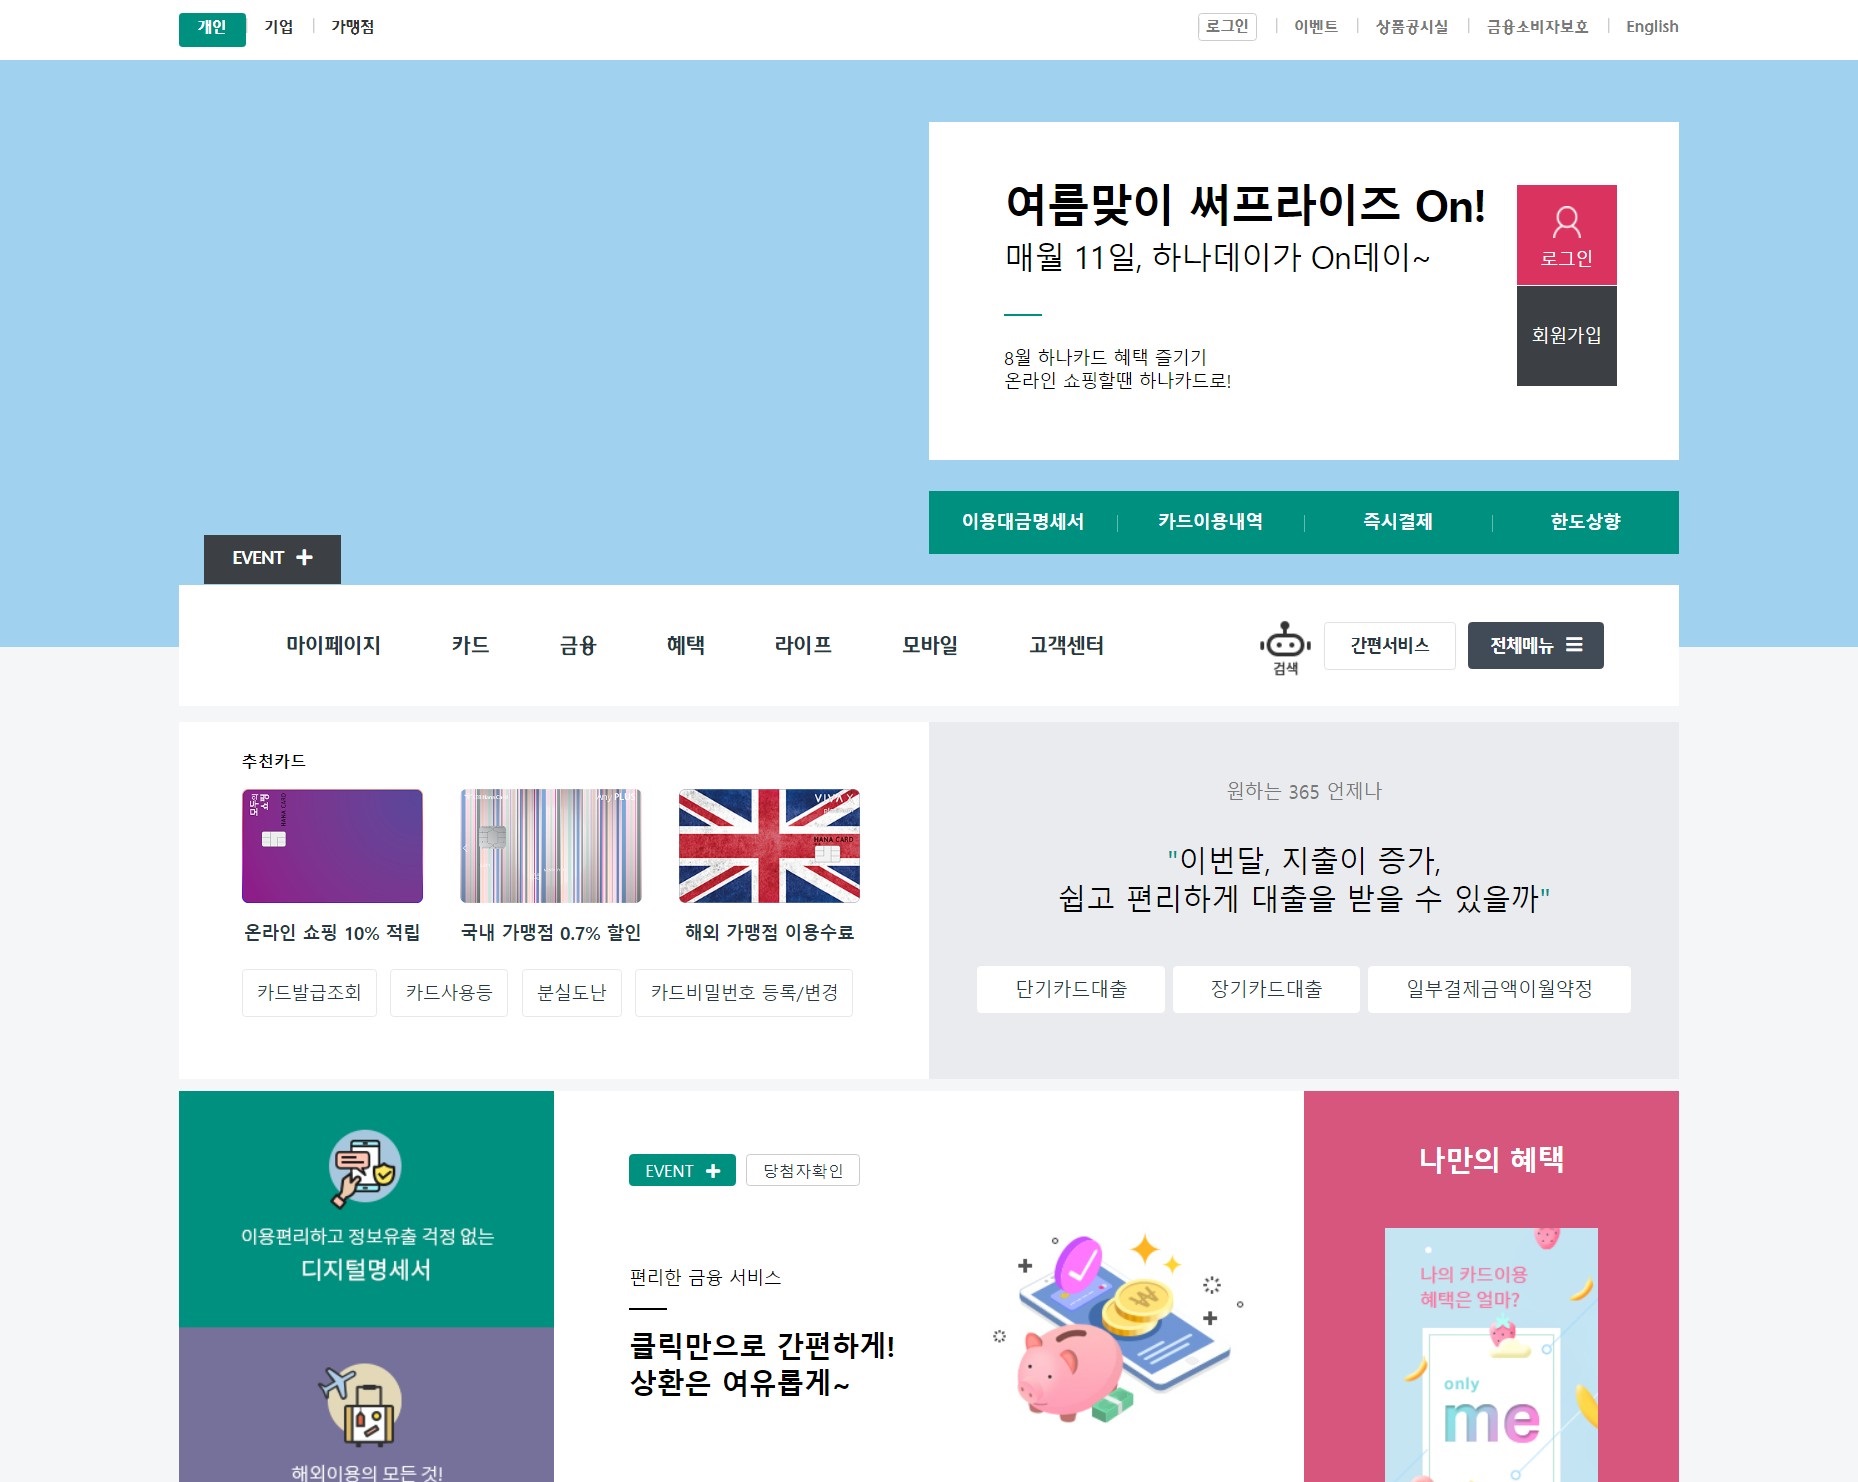 개인
기업
가맹점
로그인
이벤트
상품공시실
금융소비자보호
English
여름맞이 써프라이즈 On!
매월 11일, 하나데이가 On데이~
8월 하나카드 혜택 즐기기
온라인 쇼핑할땐 하나카드로!
로그인
회원가입
이용대금명세서
카드이용내역
즉시결제
한도상향
EVENT
마이페이지
카드
금융
혜택
라이프
모바일
고객센터
검색
간편서비스
전체메뉴
추천카드
모두의
쇼핑
HANA CARD
Any PLUS
VIVA X
HANA CARD
온라인 쇼핑 10% 적립
국내 가맹점 0.7% 할인
해외 가맹점 이용수료
카드발급조회
카드사용등
분실도난
카드비밀번호 등록/변경
원하는 365 언제나
"이번달, 지출이 증가,
쉽고 편리하게 대출을 받을 수 있을까"
단기카드대출
장기카드대출
일부결제금액이월약정
이용편리하고 정보유출 걱정 없는
디지털명세서
해외이용의 모든 것!
EVENT
당첨자확인
편리한 금융 서비스
클릭만으로 간편하게!
상환은 여유롭게~
나만의 혜택
나의 카드이용
혜택은 얼마?
only
me